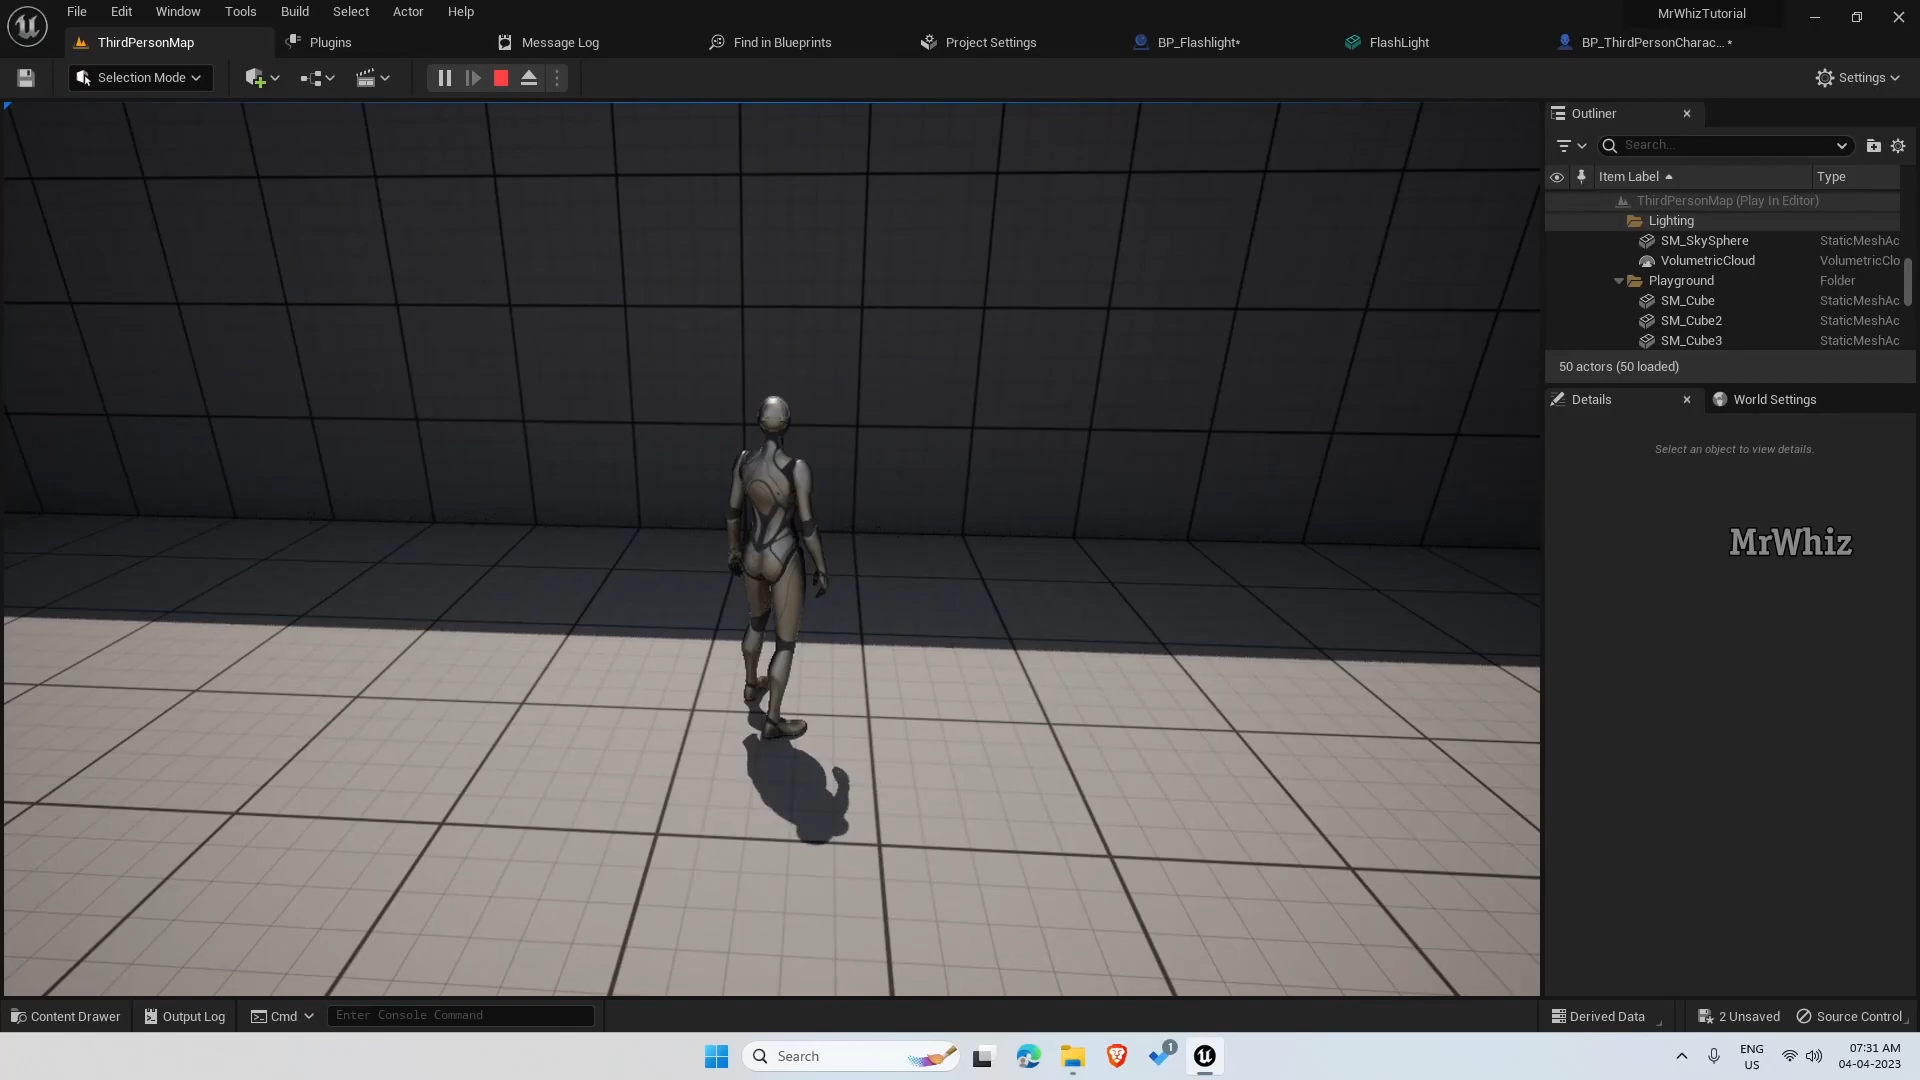 File Edit Window Tools Build Select Actor Help
MrWhizTutorial
ThirdPersonMap
Plugins
Message Log
Find in Blueprints
Project Settings
BP_Flashlight*
FlashLight
BP_ThirdPersonCharac... *
Selection Mode
Settings
Outliner
Search...
Item Label
Type
ThirdPersonMap (Play In Editor)
Lighting
SM_SkySphere StaticMeshAc
VolumetricCloud VolumetricClo
Playground Folder
SM_Cube StaticMeshAc
SM_Cube2 StaticMeshAc
SM_Cube3 StaticMeshAc
50 actors (50 loaded)
Details
World Settings
Select an object to view details.
MrWhiz
Content Drawer
Output Log
Cmd
Enter Console Command
Derived Data
2 Unsaved
Source Control
Search
1
ENG
US
07:31 AM
04-04-2023